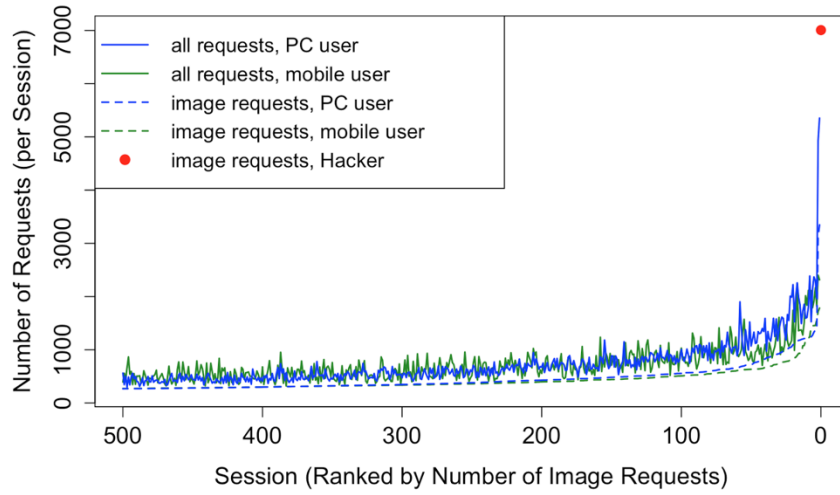 7000
5000
3000
1000
0
Number of Requests (per Session)
all requests, PC user
all requests, mobile user
image requests, PC user
image requests, mobile user
image requests, Hacker
500 400 300 200 100 0
Session (Ranked by Number of Image Requests)